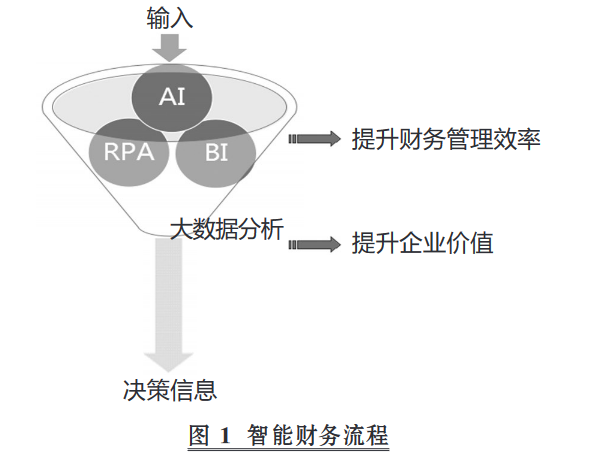 输入
AI
RPA
BI
提升财务管理效率
大数据分析
提升企业价值
决策信息
图 1 智能财务流程